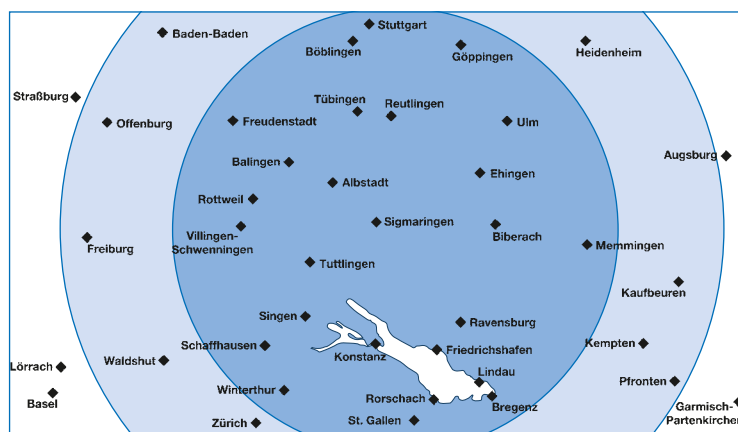 Stuttgart
Baden-Baden
Böblingen
Göppingen
Heidenheim
Straßburg
Tübingen
Reutlingen
Offenburg
Freudenstadt
Ulm
Augsburg
Balingen
Ehingen
Albstadt
Rottweil
Sigmaringen
Biberach
Villingen-
Schwenningen
Freiburg
Memmingen
Tuttlingen
Kaufbeuren
Singen
Ravensburg
Schaffhausen
Kempten
Friedrichshafen
Konstanz
Waldshut
Lörrach
Lindau
Pfronten
Winterthur
Basel
Rorschach
Bregenz
Garmisch-
Partenkirchen
St. Gallen
Zürich